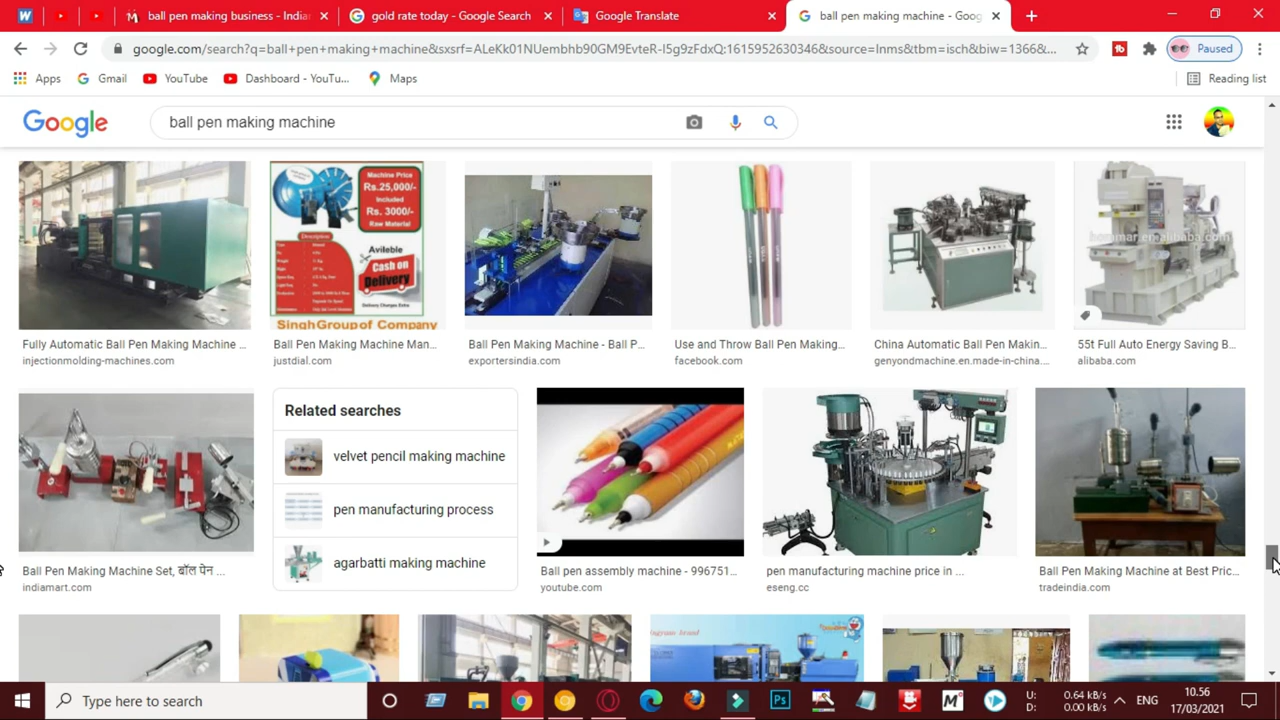 ball pen making business - Indian
gold rate today - Google Search
Google Translate
ball pen making machine - Goog
google.com/search?q=ball+pen+making+machine&sxsrf=ALeKk01NUembhb90GM9EvteR-I5g9zFdxQ:1615952630346&source=lnms&tbm=isch&biw=1366&...
Paused
Apps
Gmail
YouTube
Dashboard - YouTu...
Maps
Reading list
Google
ball pen making machine
Machine Price
Rs.25,000/-
Included
Rs. 3000/-
Raw Material
Description
Avileble
Cash on
Delivery
Singh Group of Company
Fully Automatic Ball Pen Making Machine ...
injectionmolding-machines.com
Ball Pen Making Machine Man...
justdial.com
Ball Pen Making Machine - Ball P...
exportersindia.com
Use and Throw Ball Pen Making...
facebook.com
China Automatic Ball Pen Makin...
genyondmachine.en.made-in-china....
55t Full Auto Energy Saving B...
alibaba.com
Related searches
velvet pencil making machine
pen manufacturing process
agarbatti making machine
Ball Pen Making Machine Set, बॉल पेन ...
indiamart.com
Ball pen assembly machine - 996751...
youtube.com
pen manufacturing machine price in ...
eseng.cc
Ball Pen Making Machine at Best Pric...
tradeindia.com
Type here to search
U: 0.64 kB/s
D: 0.00 kB/s
ENG
10.56
17/03/2021